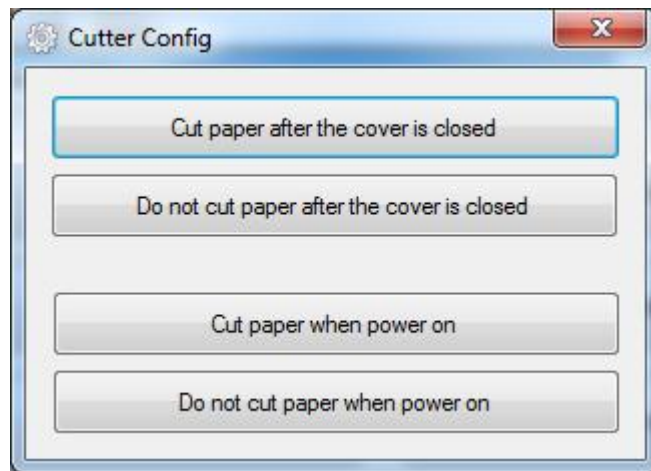 Cutter Config
Cut paper after the cover is closed
Do not cut paper after the cover is closed
Cut paper when power on
Do not cut paper when power on